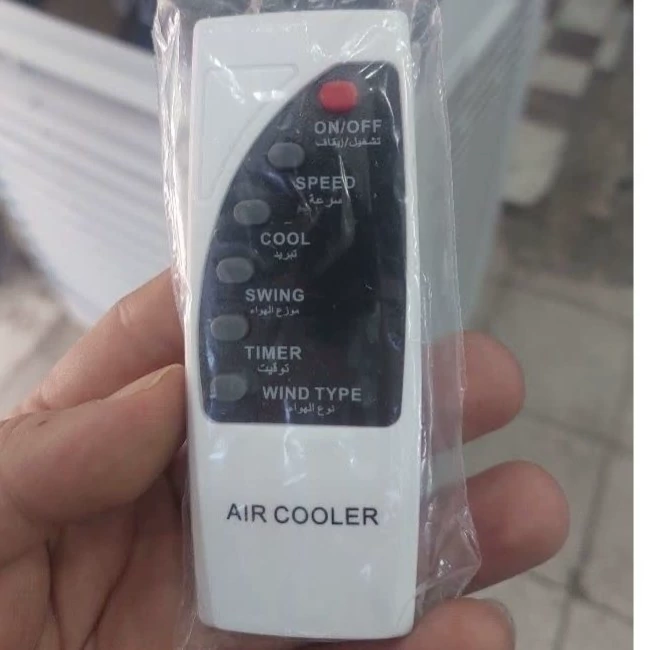 ON/OFF
تشغيل/إيقاف
SPEED
سرعة
COOL
تبريد
SWING
موزع الهواء
TIMER
توقيت
WIND TYPE
نوع الهواء
AIR COOLER